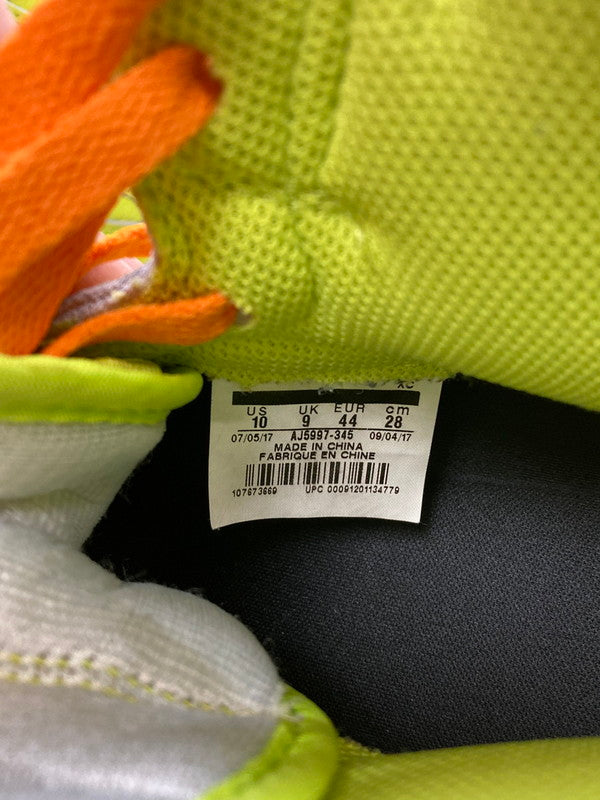 XC
US UK EUR cm
10 9 44 28
07/05/17 AJ5997-345 09/04/17
MADE IN CHINA
FABRIQUE EN CHINE
107673669 UPC 00091201134779